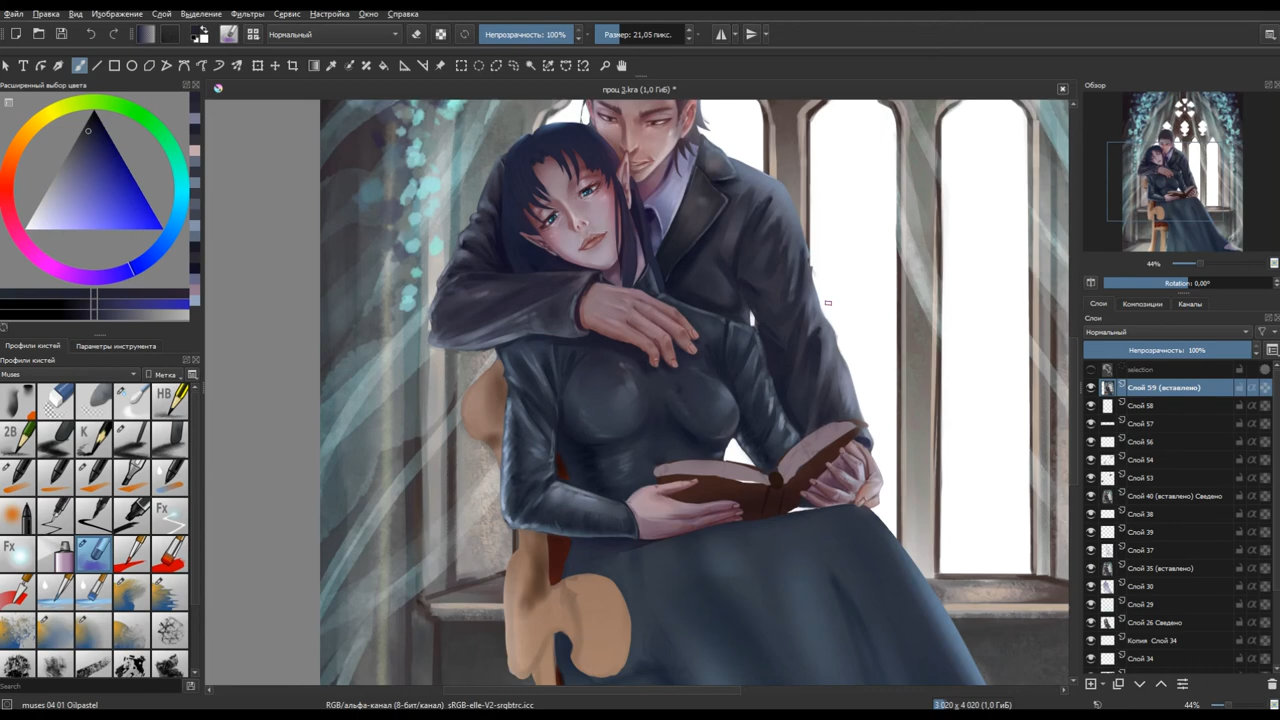 Файл Правка Вид Изображение Слой Выделение Фильтры Сервис Настройка Окно Справка
Нормальный Непрозрачность: 100% Размер: 21,05 пикс.
Расширенный выбор цвета
проц 3.kra (1,0 ГиБ) *
Обзор
44%
Rotation: 0,00°
Слои Композиции Каналы
Слои
Нормальный
Непрозрачность: 100%
selection
Слой 59 (вставлено)
Слой 58
Слой 57
Слой 56
Слой 54
Слой 53
Слой 40 (вставлено) Сведено
Слой 38
Слой 39
Слой 37
Слой 35 (вставлено)
Слой 30
Слой 29
Слой 26 Сведено
Копия Слой 34
Слой 34
Профили кистей Параметры инструмента
Профили кистей
Muses Метка
HB
2B K
Fx
Fx
Search
muses 04 01 Oilpastel
RGB/альфа-канал (8-бит/канал) sRGB-elle-V2-srgbtrc.icc
3 020 x 4 020 (1,0 ГиБ)
44%